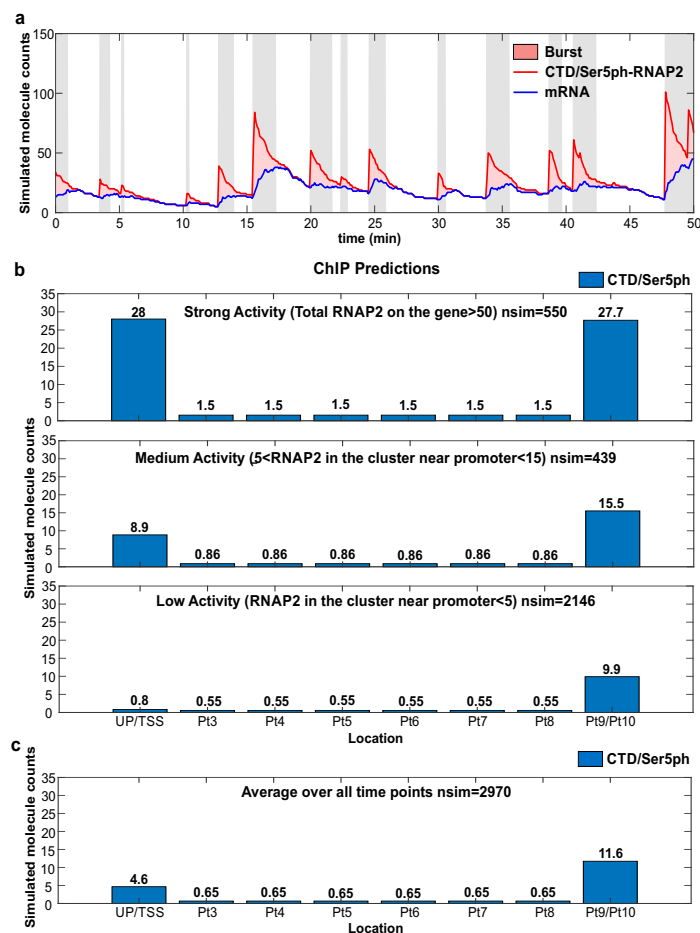 a
Simulated molecule counts
150
100
50
0
Burst
CTD/Ser5ph-RNAP2
mRNA
0 5 10 15 20 25 30 35 40 45 50
time (min)
b
ChIP Predictions
CTD/Ser5ph
Simulated molecule counts
35
30
25
20
15
10
5
0
Strong Activity (Total RNAP2 on the gene>50) nsim=550
28 1.5 1.5 1.5 1.5 1.5 1.5 27.7
35
30
25
20
15
10
5
0
Medium Activity (5<RNAP2 in the cluster near promoter<15) nsim=439
8.9 0.86 0.86 0.86 0.86 0.86 0.86 15.5
35
30
25
20
15
10
5
0
Low Activity (RNAP2 in the cluster near promoter<5) nsim=2146
0.8 0.55 0.55 0.55 0.55 0.55 0.55 9.9
UP/TSS Pt3 Pt4 Pt5 Pt6 Pt7 Pt8 Pt9/Pt10
Location
c
CTD/Ser5ph
Simulated molecule counts
35
30
25
20
15
10
5
0
Average over all time points nsim=2970
4.6 0.65 0.65 0.65 0.65 0.65 0.65 11.6
UP/TSS Pt3 Pt4 Pt5 Pt6 Pt7 Pt8 Pt9/Pt10
Location